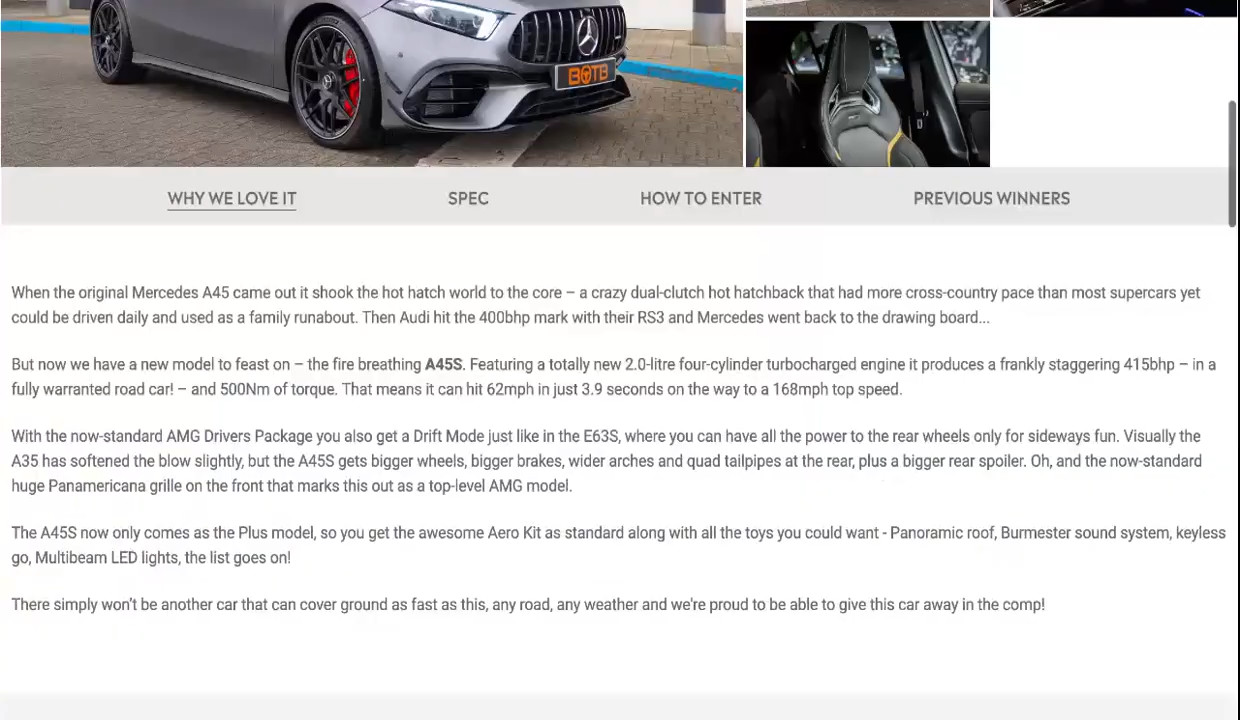 BOTB
WHY WE LOVE IT
SPEC
HOW TO ENTER
PREVIOUS WINNERS
When the original Mercedes A45 came out it shook the hot hatch world to the core – a crazy dual-clutch hot hatchback that had more cross-country pace than most supercars yet
could be driven daily and used as a family runabout. Then Audi hit the 400bhp mark with their RS3 and Mercedes went back to the drawing board...
But now we have a new model to feast on – the fire breathing A45S. Featuring a totally new 2.0-litre four-cylinder turbocharged engine it produces a frankly staggering 415bhp – in a
fully warranted road car! – and 500Nm of torque. That means it can hit 62mph in just 3.9 seconds on the way to a 168mph top speed.
With the now-standard AMG Drivers Package you also get a Drift Mode just like in the E63S, where you can have all the power to the rear wheels only for sideways fun. Visually the
A35 has softened the blow slightly, but the A45S gets bigger wheels, bigger brakes, wider arches and quad tailpipes at the rear, plus a bigger rear spoiler. Oh, and the now-standard
huge Panamericana grille on the front that marks this out as a top-level AMG model.
The A45S now only comes as the Plus model, so you get the awesome Aero Kit as standard along with all the toys you could want - Panoramic roof, Burmester sound system, keyless
go, Multibeam LED lights, the list goes on!
There simply won't be another car that can cover ground as fast as this, any road, any weather and we're proud to be able to give this car away in the comp!